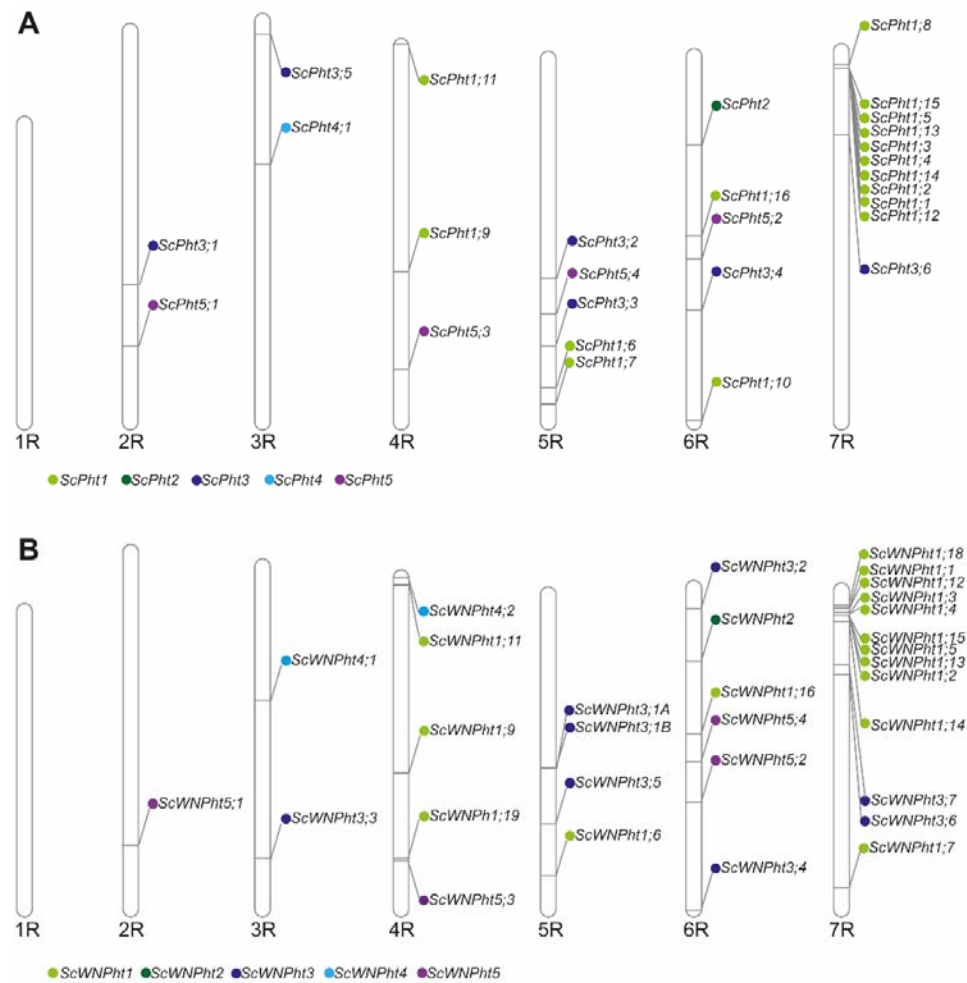 A
ScPht3;1
ScPht5;1
ScPht3;5
ScPht4;1
ScPht1;11
ScPht1;9
ScPht5;3
ScPht3;2
ScPht5;4
ScPht3;3
ScPht1;6
ScPht1;7
ScPht2
ScPht1;16
ScPht5;2
ScPht3;4
ScPht1;10
ScPht1;8
ScPht1;15
ScPht1;5
ScPht1;13
ScPht1;3
ScPht1;4
ScPht1;14
ScPht1;2
ScPht1;1
ScPht1;12
ScPht3;6
1R 2R 3R 4R 5R 6R 7R
ScPht1 ScPht2 ScPht3 ScPht4 ScPht5
B
ScWNPht5;1
ScWNPht4;1
ScWNPht3;3
ScWNPht4;2
ScWNPht1;11
ScWNPht1;9
ScWNPh1;19
ScWNPht5;3
ScWNPht3;1A
ScWNPht3;1B
ScWNPht3;5
ScWNPht1;6
ScWNPht3;2
ScWNPht2
ScWNPht1;16
ScWNPht5;4
ScWNPht5;2
ScWNPht3;4
ScWNPht1;18
ScWNPht1;1
ScWNPht1;12
ScWNPht1;3
ScWNPht1;4
ScWNPht1;15
ScWNPht1;5
ScWNPht1;13
ScWNPht1;2
ScWNPht1;14
ScWNPht3;7
ScWNPht3;6
ScWNPht1;7
1R 2R 3R 4R 5R 6R 7R
ScWNPht1 ScWNPht2 ScWNPht3 ScWNPht4 ScWNPht5